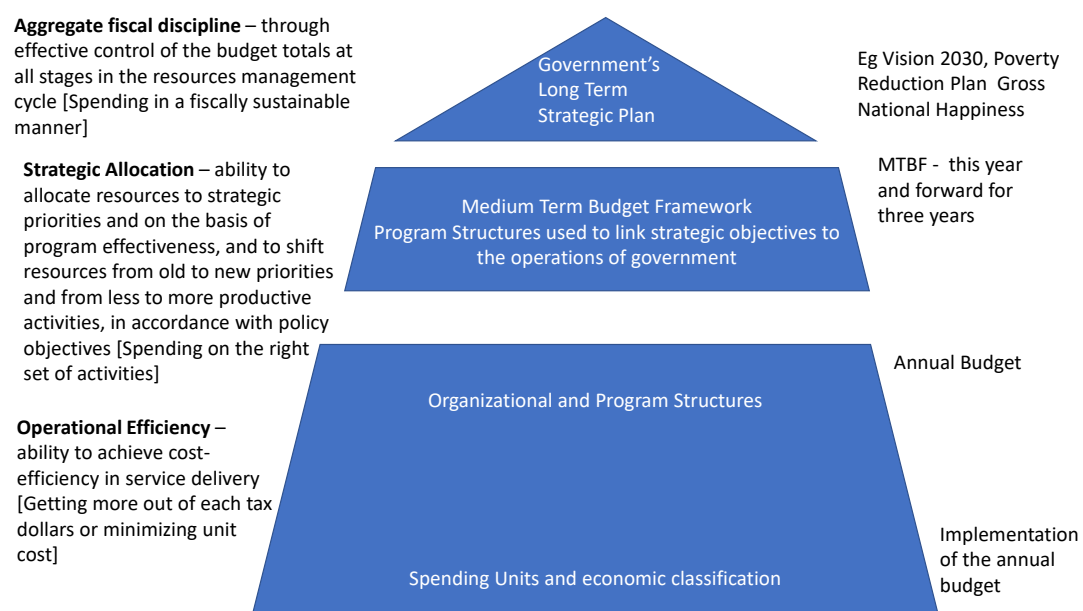 Aggregate fiscal discipline – through
effective control of the budget totals at
all stages in the resources management
cycle [Spending in a fiscally sustainable
manner]
Government’s
Long Term
Strategic Plan
Eg Vision 2030, Poverty
Reduction Plan  Gross
National Happiness
Strategic Allocation – ability to
allocate resources to strategic
priorities and on the basis of
program effectiveness, and to shift
resources from old to new priorities
and from less to more productive
activities, in accordance with policy
objectives [Spending on the right
set of activities]
Medium Term Budget Framework
Program Structures used to link strategic objectives to
the operations of government
MTBF -  this year
and forward for
three years
Operational Efficiency –
ability to achieve cost-
efficiency in service delivery
[Getting more out of each tax
dollars or minimizing unit
cost]
Organizational and Program Structures
Spending Units and economic classification
Annual Budget
Implementation
of the annual
budget